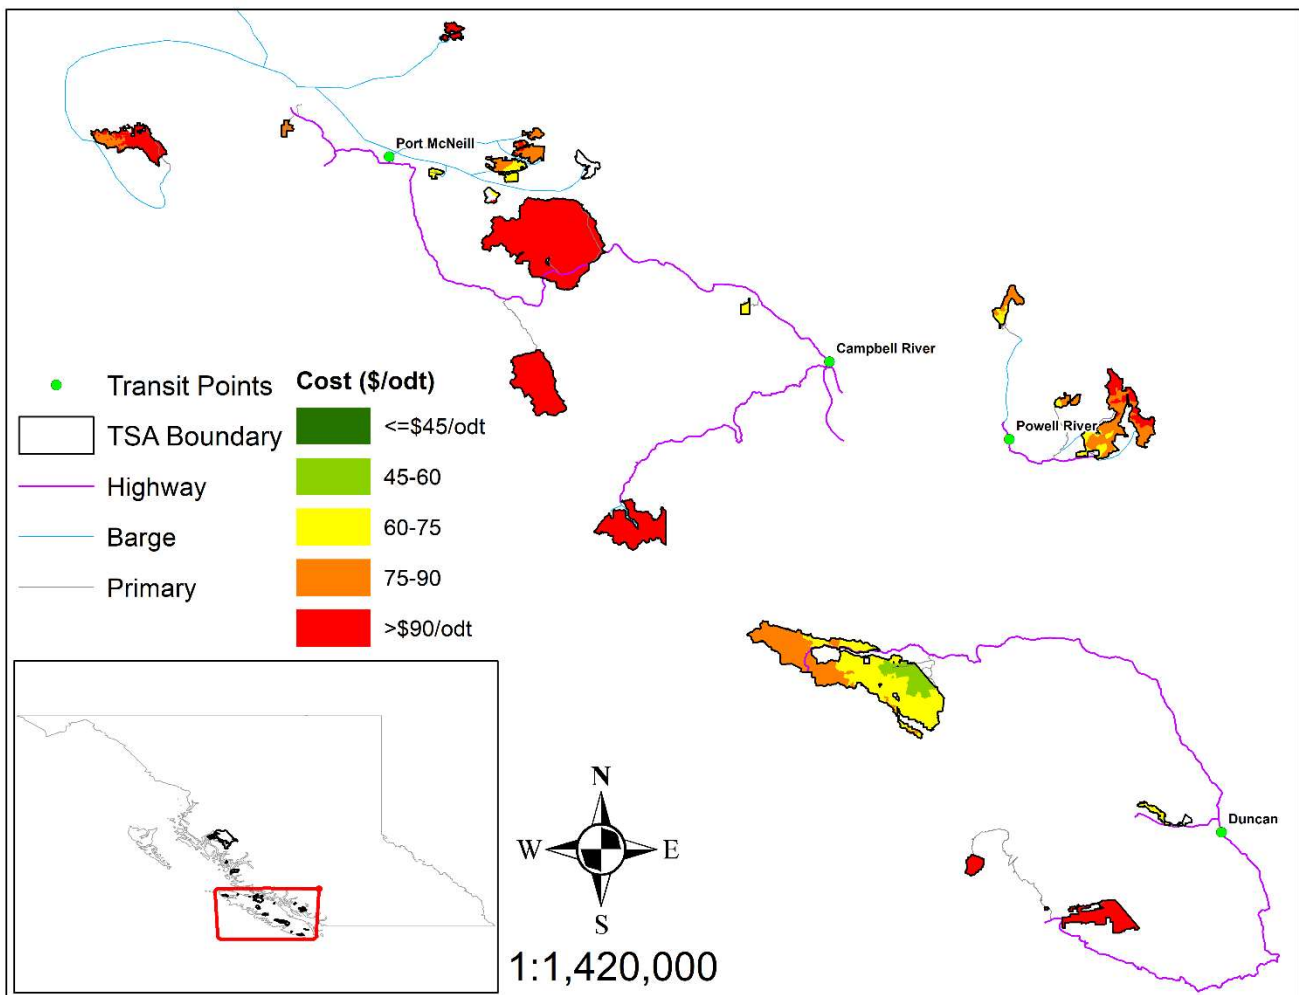 Port McNeill
Campbell River
Powell River
Duncan
Transit Points
TSA Boundary
Highway
Barge
Primary
Cost ($/odt)
<=$45/odt
45-60
60-75
75-90
>$90/odt
N
W E
S
1:1,420,000